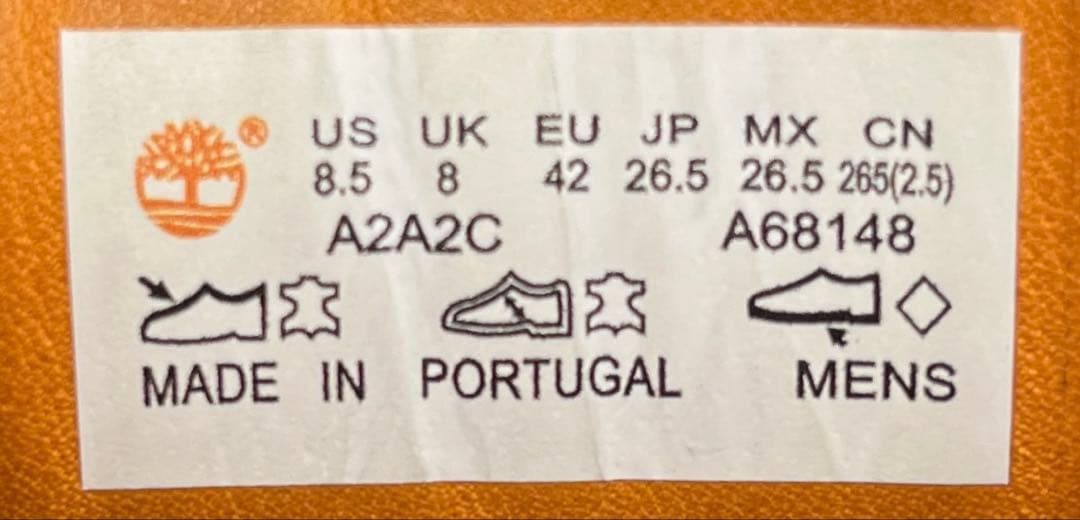 ® US UK EU JP MX CN
8.5 8 42 26.5 26.5 265(2.5)
A2A2C A68148
MADE IN PORTUGAL MENS